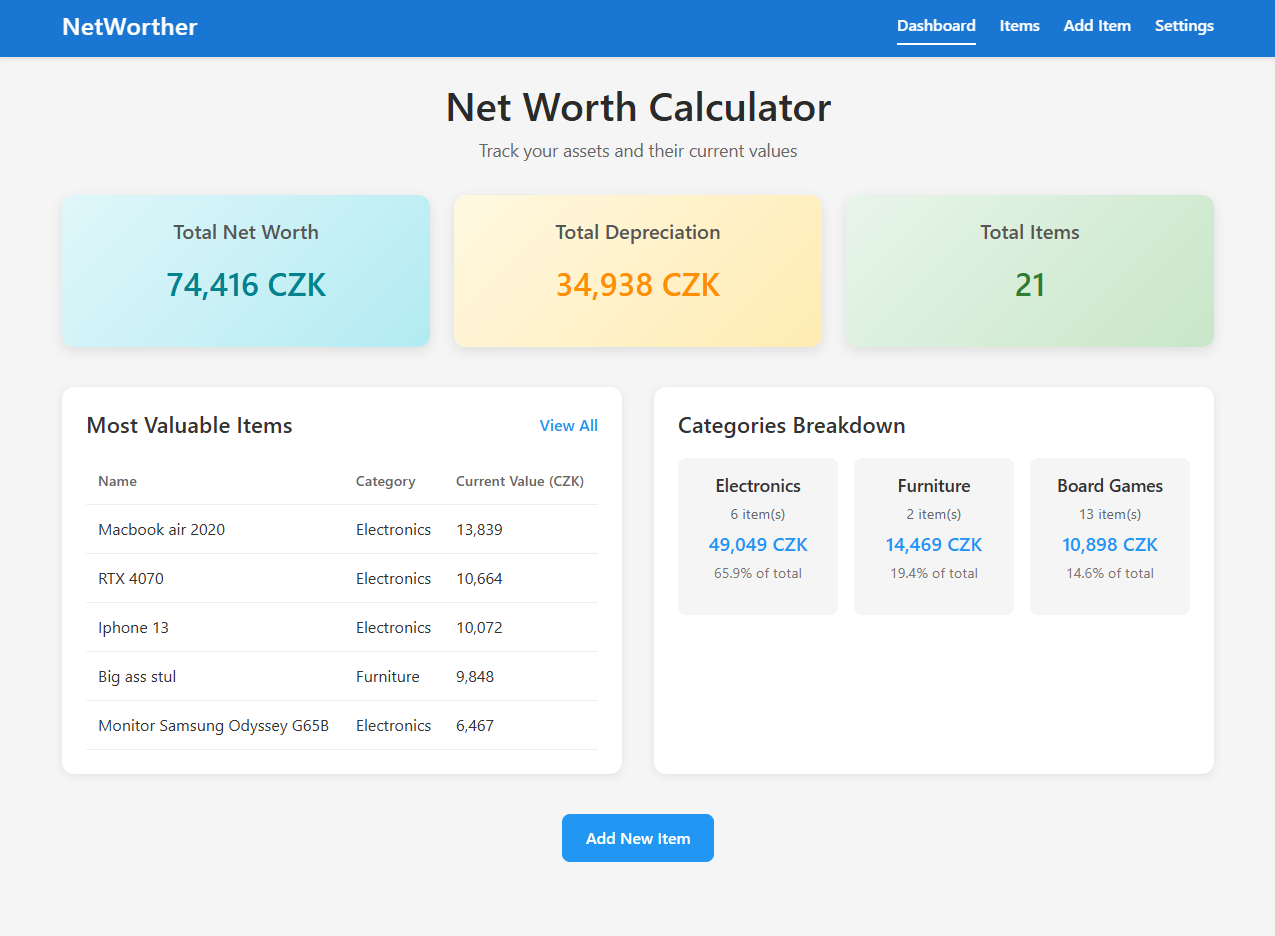 NetWorther
Dashboard Items Add Item Settings
Net Worth Calculator
Track your assets and their current values
Total Net Worth
74,416 CZK
Total Depreciation
34,938 CZK
Total Items
21
Most Valuable Items View All
Name Category Current Value (CZK)
Macbook air 2020 Electronics 13,839
RTX 4070 Electronics 10,664
Iphone 13 Electronics 10,072
Big ass stul Furniture 9,848
Monitor Samsung Odyssey G65B Electronics 6,467
Categories Breakdown
Electronics
6 item(s)
49,049 CZK
65.9% of total
Furniture
2 item(s)
14,469 CZK
19.4% of total
Board Games
13 item(s)
10,898 CZK
14.6% of total
Add New Item